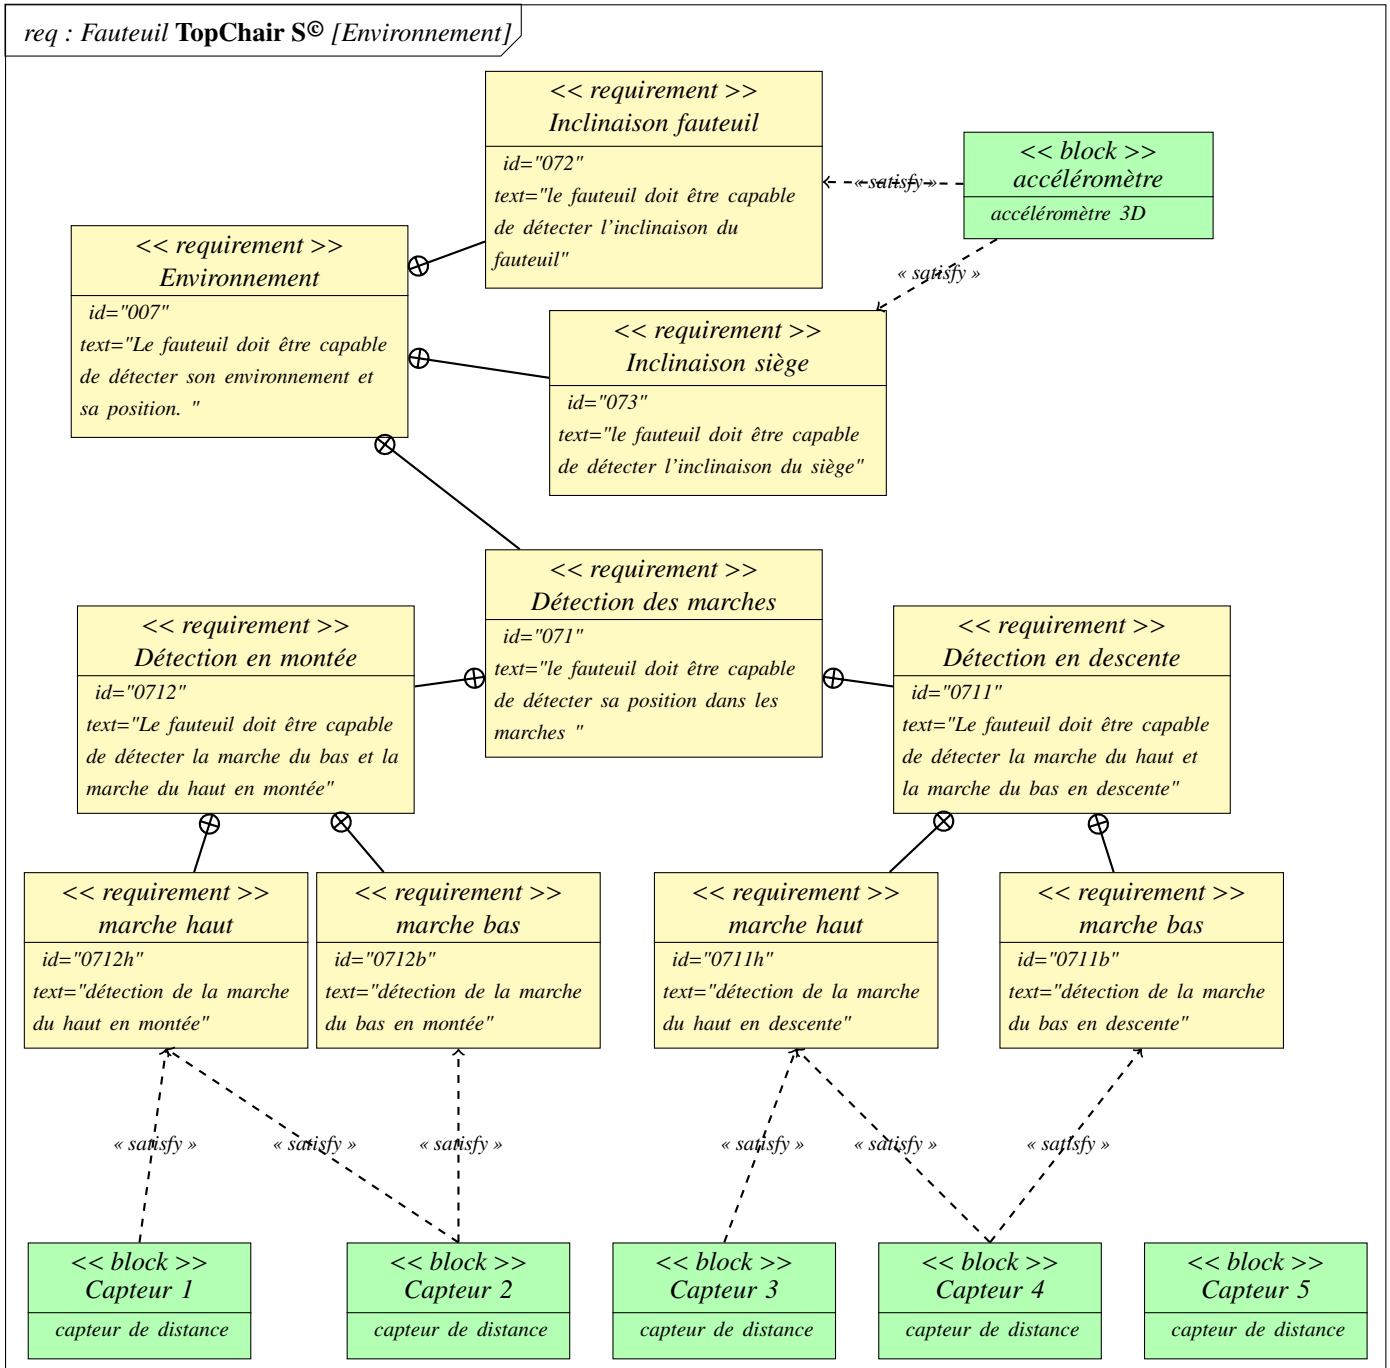 req : Fauteuil TopChair S© [Environnement]
<< requirement >>
Inclinaison fauteuil
id="072"
text="le fauteuil doit être capable
de détecter l'inclinaison du
fauteuil"
<< block >>
accéléromètre
accéléromètre 3D
« satisfy »
« satisfy »
<< requirement >>
Environnement
id="007"
text="Le fauteuil doit être capable
de détecter son environnement et
sa position. "
<< requirement >>
Inclinaison siège
id="073"
text="le fauteuil doit être capable
de détecter l'inclinaison du siège"
<< requirement >>
Détection des marches
id="071"
text="le fauteuil doit être capable
de détecter sa position dans les
marches "
<< requirement >>
Détection en montée
id="0712"
text="Le fauteuil doit être capable
de détecter la marche du bas et la
marche du haut en montée"
<< requirement >>
Détection en descente
id="0711"
text="Le fauteuil doit être capable
de détecter la marche du haut et
la marche du bas en descente"
<< requirement >>
marche haut
id="0712h"
text="détection de la marche
du haut en montée"
<< requirement >>
marche bas
id="0712b"
text="détection de la marche
du bas en montée"
<< requirement >>
marche haut
id="0711h"
text="détection de la marche
du haut en descente"
<< requirement >>
marche bas
id="0711b"
text="détection de la marche
du bas en descente"
« satisfy »
« satisfy »
« satisfy »
« satisfy »
« satisfy »
« satisfy »
<< block >>
Capteur 1
capteur de distance
<< block >>
Capteur 2
capteur de distance
<< block >>
Capteur 3
capteur de distance
<< block >>
Capteur 4
capteur de distance
<< block >>
Capteur 5
capteur de distance